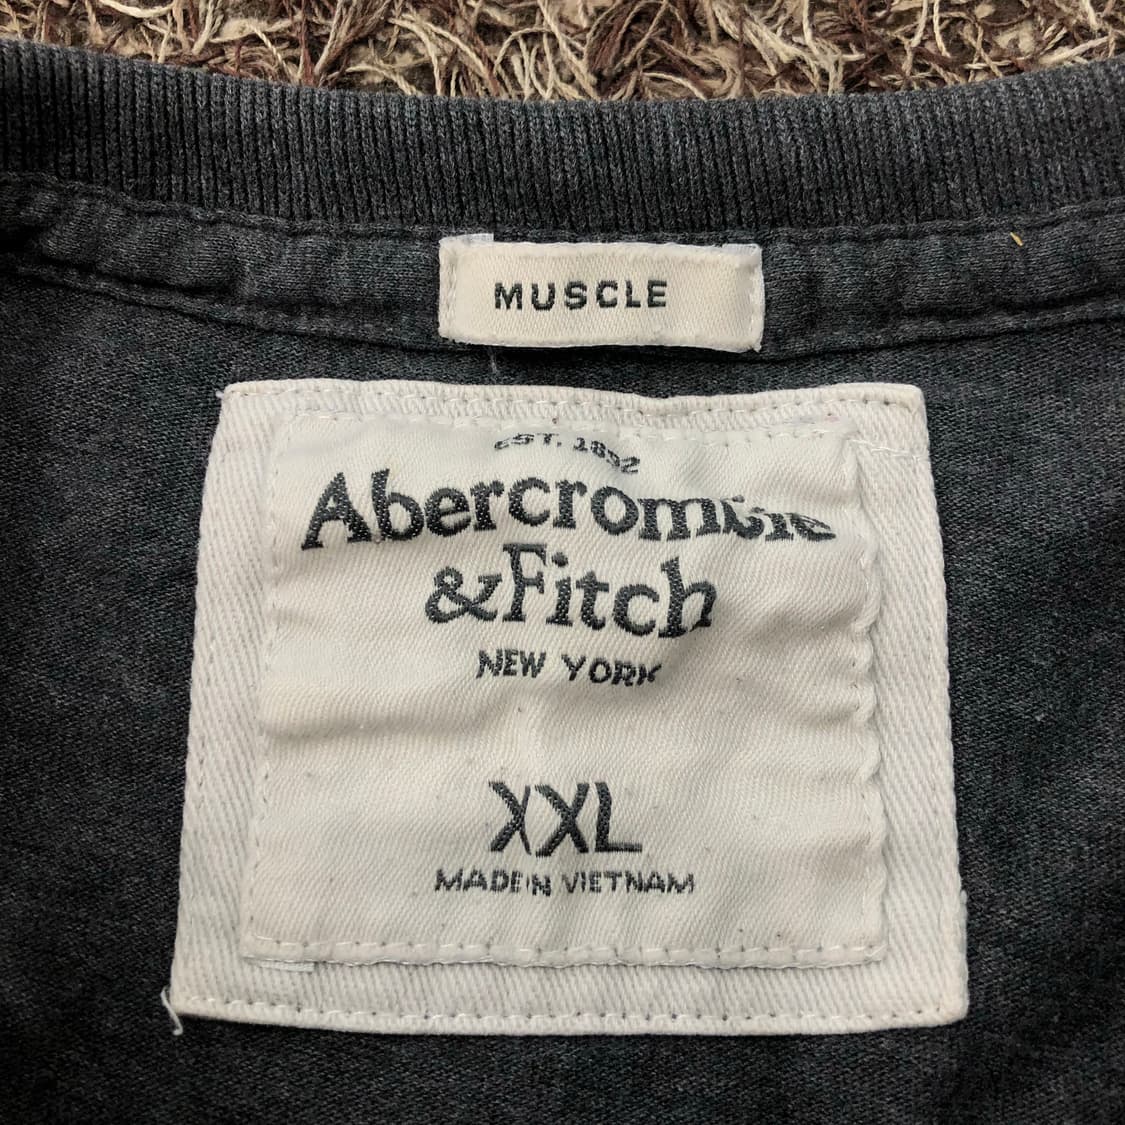 MUSCLE
EST. 1892
Abercrombie
&Fitch
NEW YORK
XXL
MADE IN VIETNAM